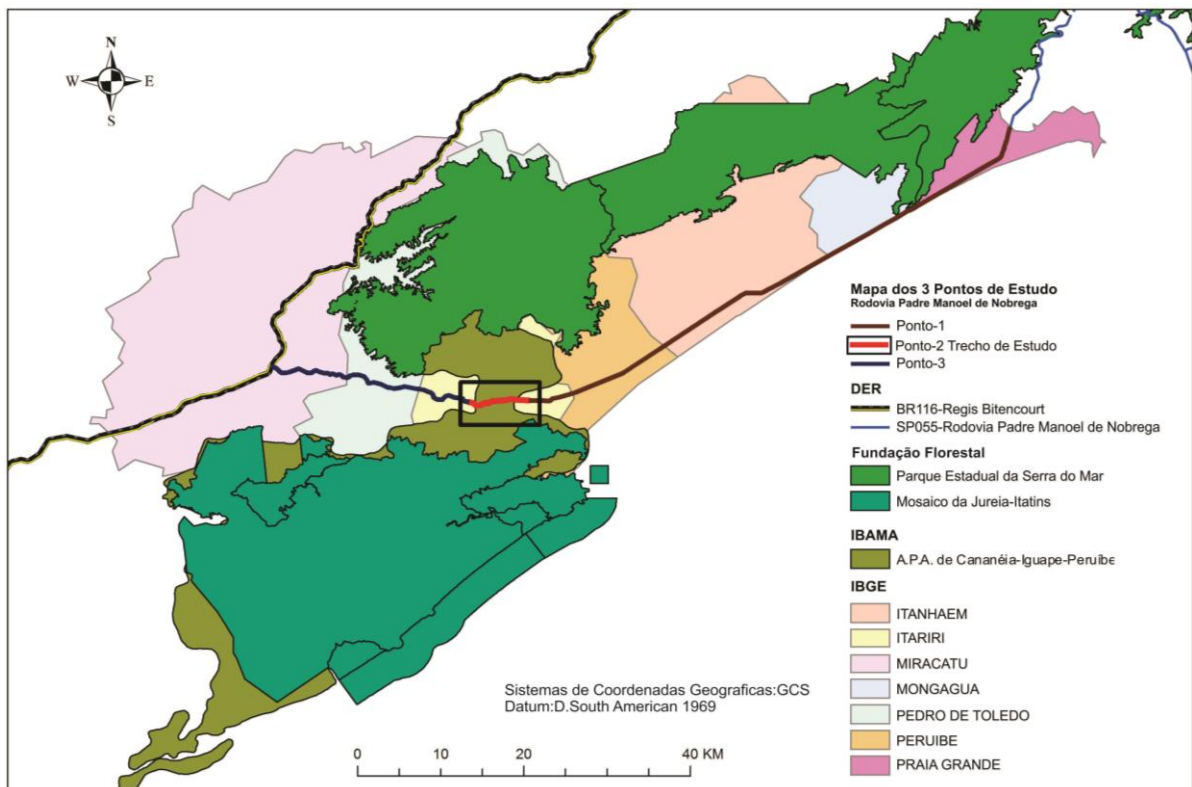 N
W E
S
Mapa dos 3 Pontos de Estudo
Rodovia Padre Manoel de Nobrega
Ponto-1
Ponto-2 Trecho de Estudo
Ponto-3
DER
BR116-Regis Bitencourt
SP055-Rodovia Padre Manoel de Nobrega
Fundação Florestal
Parque Estadual da Serra do Mar
Mosaico da Jureia-Itatins
IBAMA
A.P.A. de Cananéia-Iguape-Peruíbe
IBGE
ITANHAEM
ITARIRI
MIRACATU
MONGAGUA
PEDRO DE TOLEDO
PERUIBE
PRAIA GRANDE
Sistemas de Coordenadas Geograficas:GCS
Datum:D.South American 1969
0 10 20 40 KM